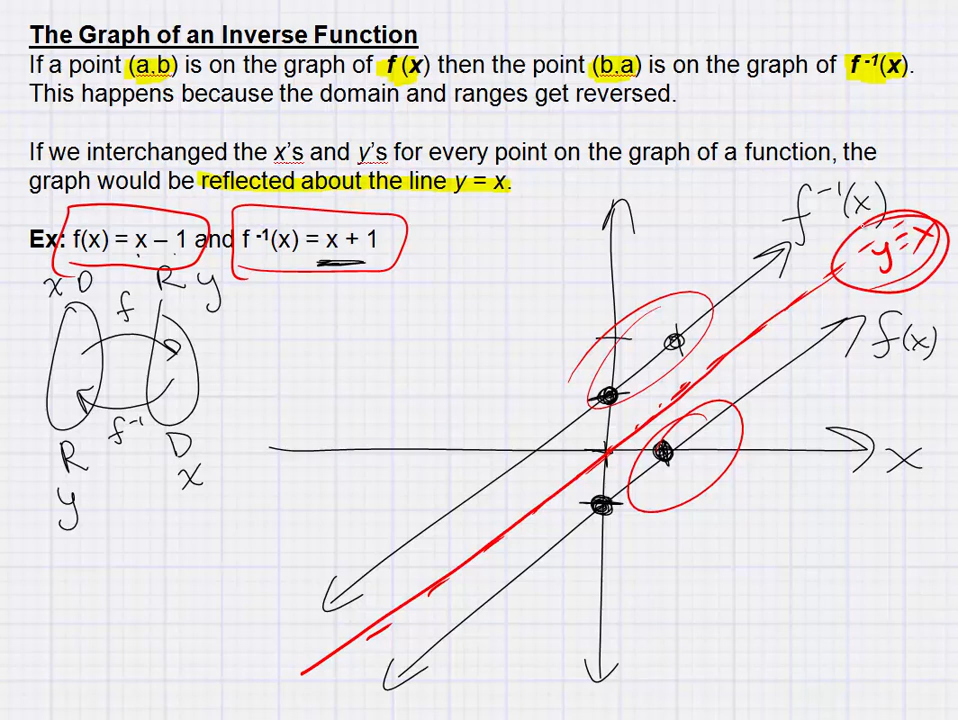 The Graph of an Inverse Function
If a point (a,b) is on the graph of f (x) then the point (b,a) is on the graph of f -1(x).
This happens because the domain and ranges get reversed.
If we interchanged the x's and y's for every point on the graph of a function, the
graph would be reflected about the line y = x.
Ex: f(x) = x – 1 and f -1(x) = x + 1
x D R y
f
f⁻¹
R D
y x
f⁻¹(x)
y = x
f(x)
x